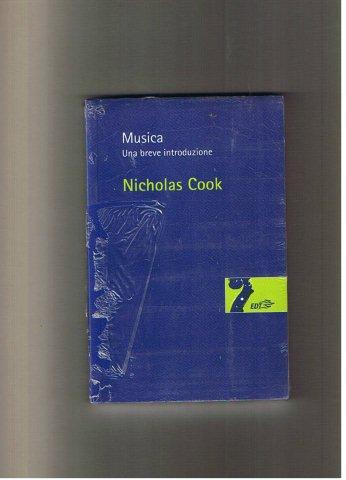 Musica
Una breve introduzione
Nicholas Cook
EDT